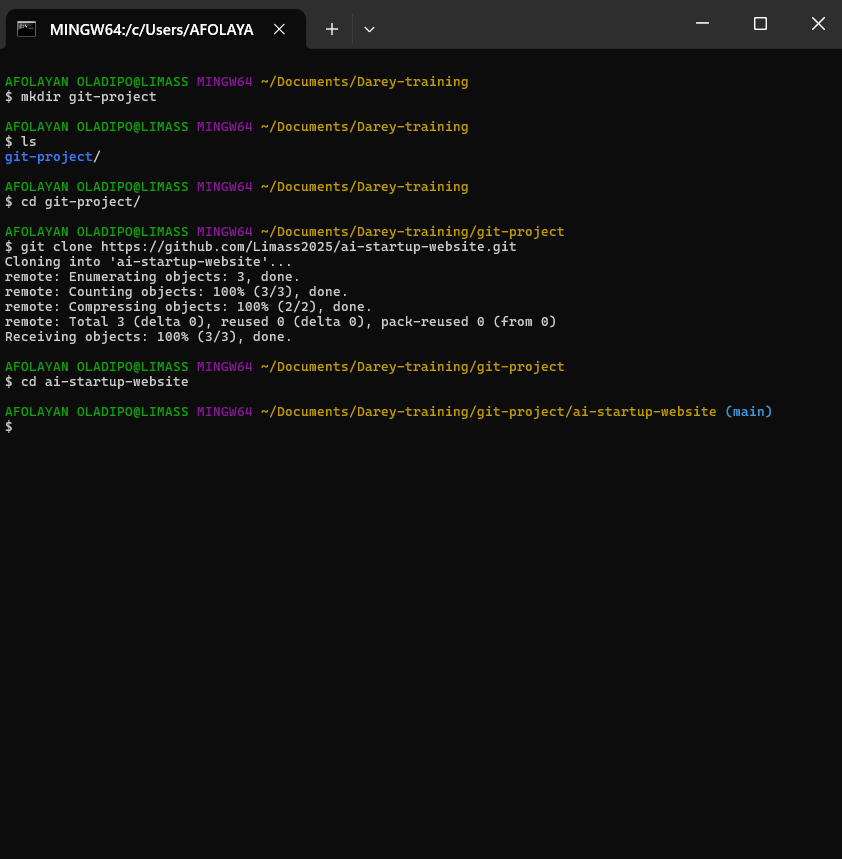 MINGW64:/c/Users/AFOLAYA
AFOLAYAN OLADIPO@LIMASS MINGW64 ~/Documents/Darey-training
$ mkdir git-project
AFOLAYAN OLADIPO@LIMASS MINGW64 ~/Documents/Darey-training
$ ls
git-project/
AFOLAYAN OLADIPO@LIMASS MINGW64 ~/Documents/Darey-training
$ cd git-project/
AFOLAYAN OLADIPO@LIMASS MINGW64 ~/Documents/Darey-training/git-project
$ git clone https://github.com/Limass2025/ai-startup-website.git
Cloning into 'ai-startup-website'...
remote: Enumerating objects: 3, done.
remote: Counting objects: 100% (3/3), done.
remote: Compressing objects: 100% (2/2), done.
remote: Total 3 (delta 0), reused 0 (delta 0), pack-reused 0 (from 0)
Receiving objects: 100% (3/3), done.
AFOLAYAN OLADIPO@LIMASS MINGW64 ~/Documents/Darey-training/git-project
$ cd ai-startup-website
AFOLAYAN OLADIPO@LIMASS MINGW64 ~/Documents/Darey-training/git-project/ai-startup-website (main)
$